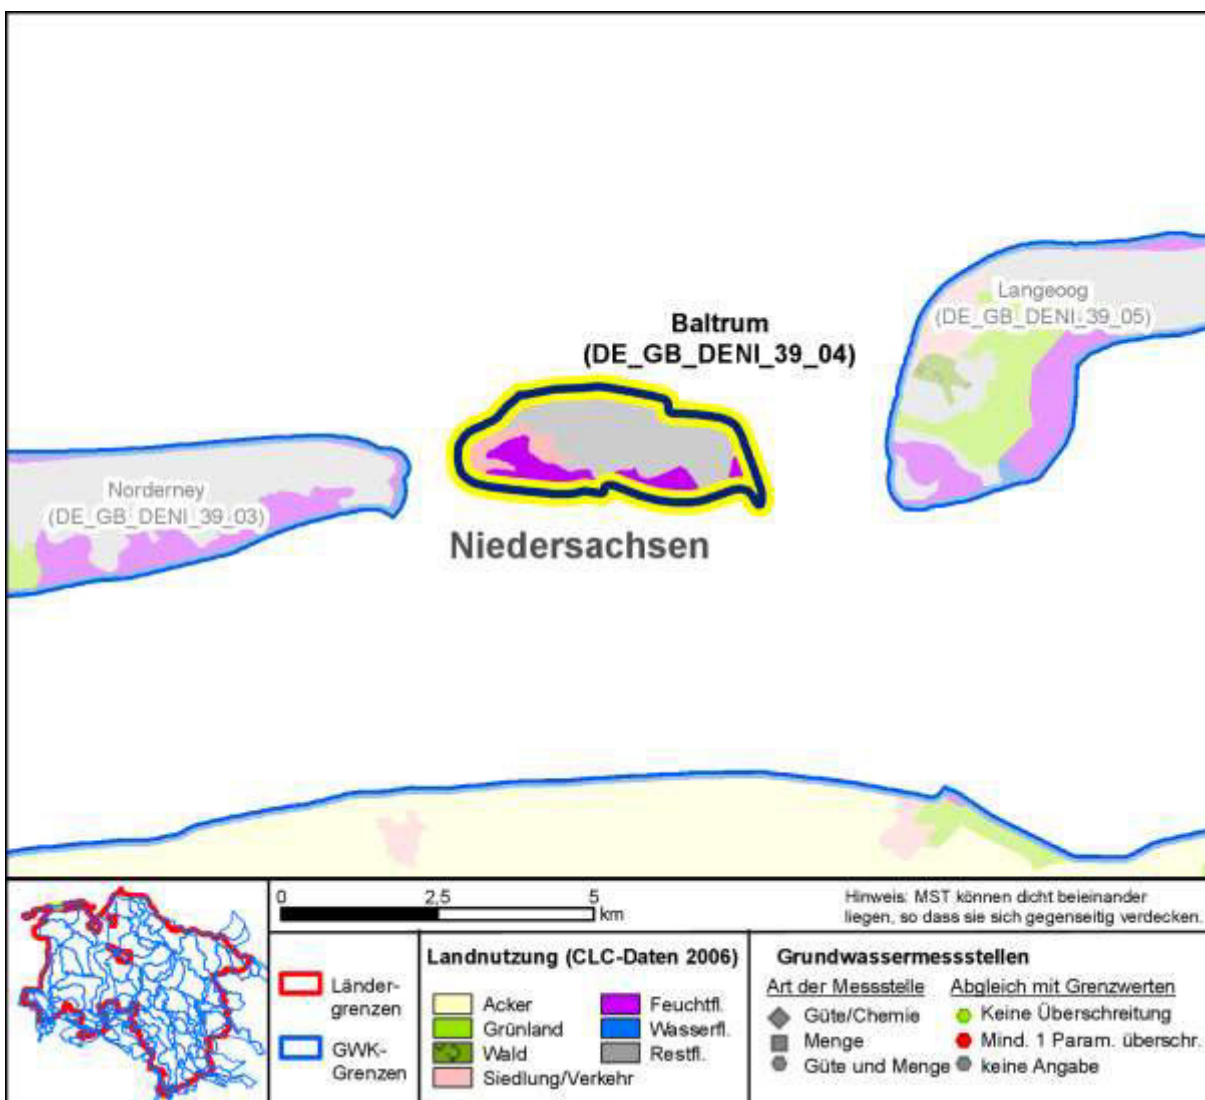 Langeoog
(DE_GB_DENI_39_05)
Baltrum
(DE_GB_DENI_39_04)
Norderney
(DE_GB_DENI_39_03)
Niedersachsen
0 2,5 5
km
Hinweis: MST können dicht beieinander
liegen, so dass sie sich gegenseitig verdecken.
Länder-
grenzen
GWK-
Grenzen
Landnutzung (CLC-Daten 2006)
Acker
Grünland
Wald
Siedlung/Verkehr
Feuchtfl.
Wasserfl.
Restfl.
Grundwassermessstellen
Art der Messstelle
Güte/Chemie
Menge
Güte und Menge
Abgleich mit Grenzwerten
Keine Überschreitung
Mind. 1 Param. überschr.
keine Angabe